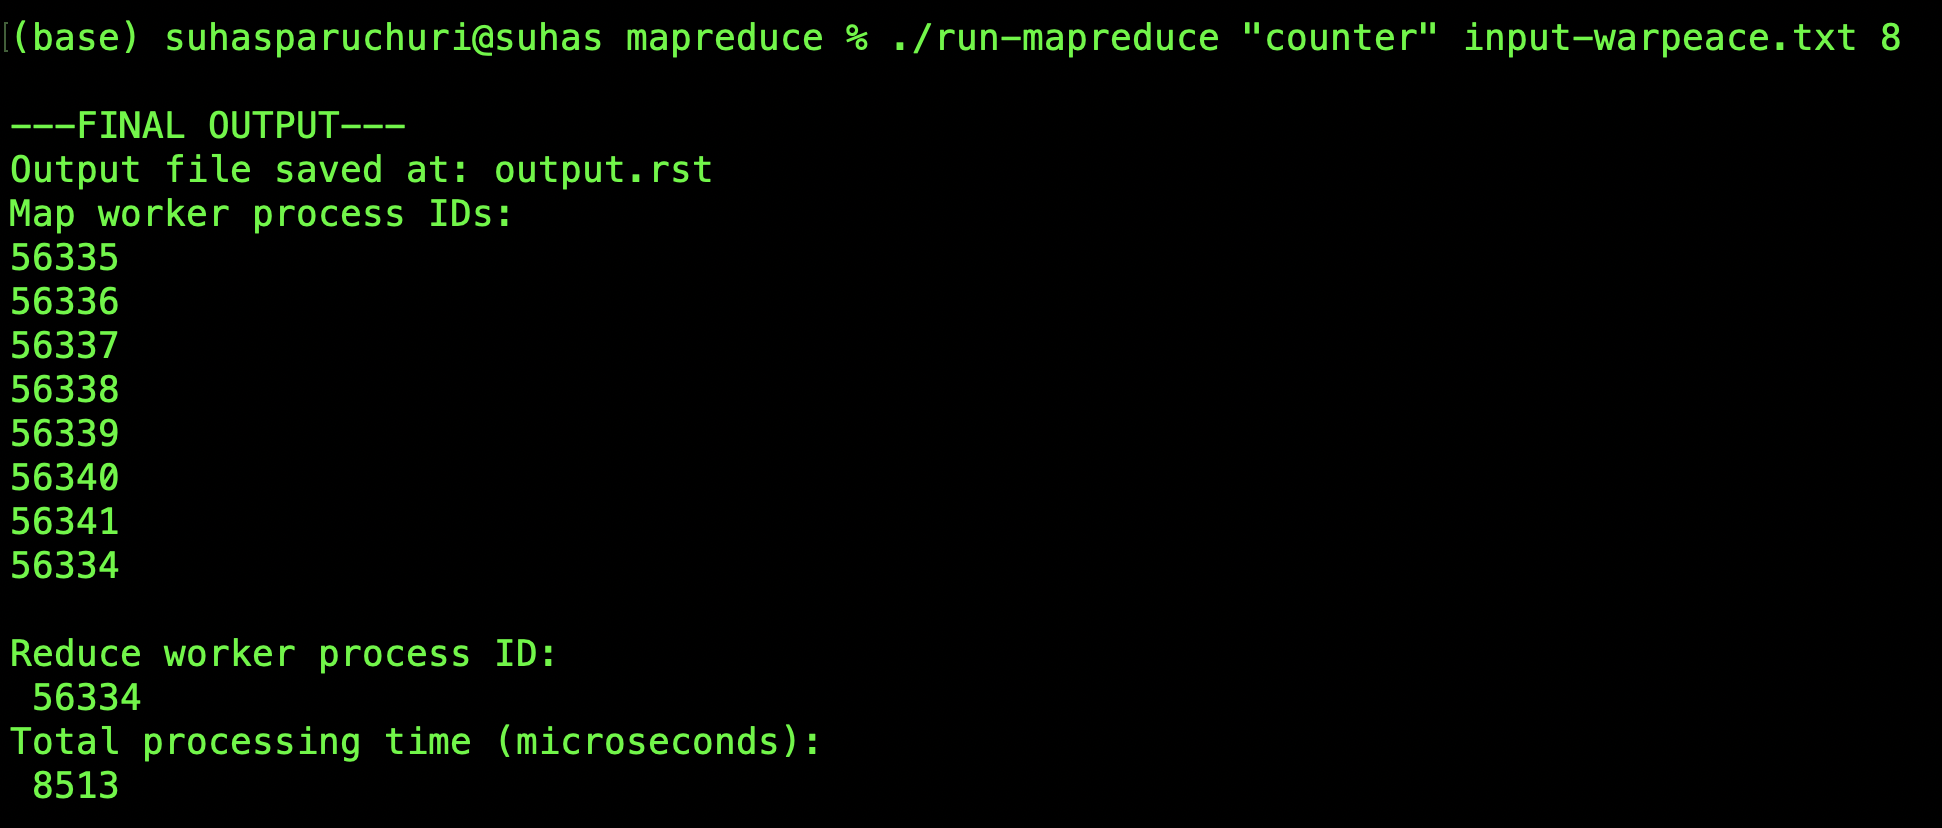 (base) suhasparuchuri@suhas mapreduce % ./run-mapreduce "counter" input-warpeace.txt 8
---FINAL OUTPUT---
Output file saved at: output.rst
Map worker process IDs:
56335
56336
56337
56338
56339
56340
56341
56334
Reduce worker process ID:
56334
Total processing time (microseconds):
8513